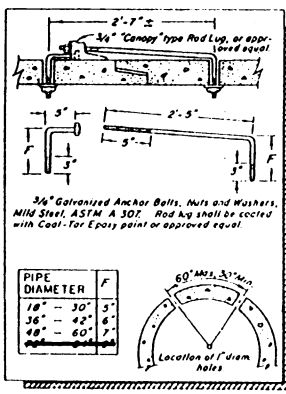 2'-7" ±
3/4" "Canopy" type Rod Lug, or appr-
oved equal.
5"
2'-5"
F
3"
5"
3"
F
3/4" Galvanized Anchor Bolts, Nuts and Washers,
Mild Steel, ASTM A 307. Rod lug shall be coated
with Coal-Tar Epoxy paint or approved equal.
PIPE
DIAMETER F
18" - 30" 5"
36" - 42" 6"
48" - 60" 7"
60° Max. 30° Min.
Location of 1" diam.
holes